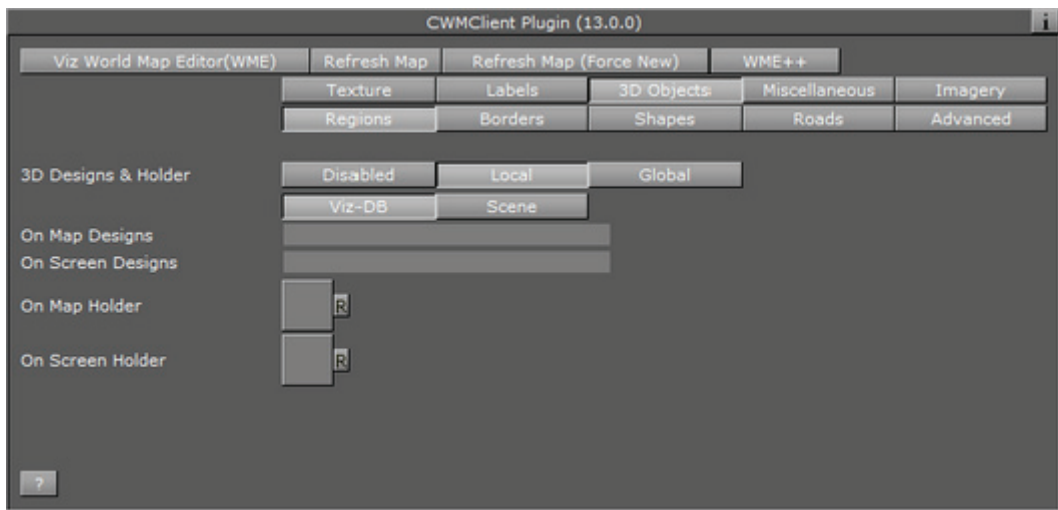 CWMClient Plugin (13.0.0) i
Viz World Map Editor(WME) Refresh Map Refresh Map (Force New) WME++
Texture Labels 3D Objects Miscellaneous Imagery
Regions Borders Shapes Roads Advanced
3D Designs & Holder Disabled Local Global
Viz-DB Scene
On Map Designs
On Screen Designs
On Map Holder R
On Screen Holder R
?